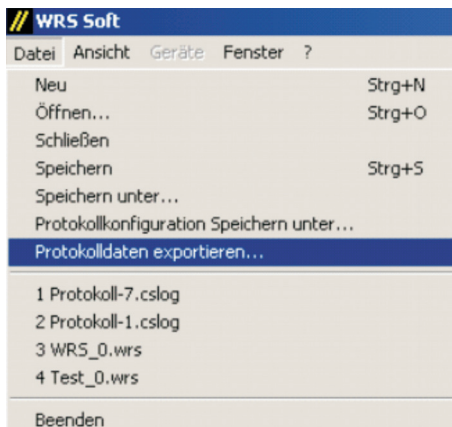 WRS Soft
Datei Ansicht Geräte Fenster ?
Neu Strg+N
Öffnen... Strg+O
Schließen
Speichern Strg+S
Speichern unter...
Protokollkonfiguration Speichern unter...
Protokolldaten exportieren...
1 Protokoll-7.cslog
2 Protokoll-1.cslog
3 WRS_0.wrs
4 Test_0.wrs
Beenden